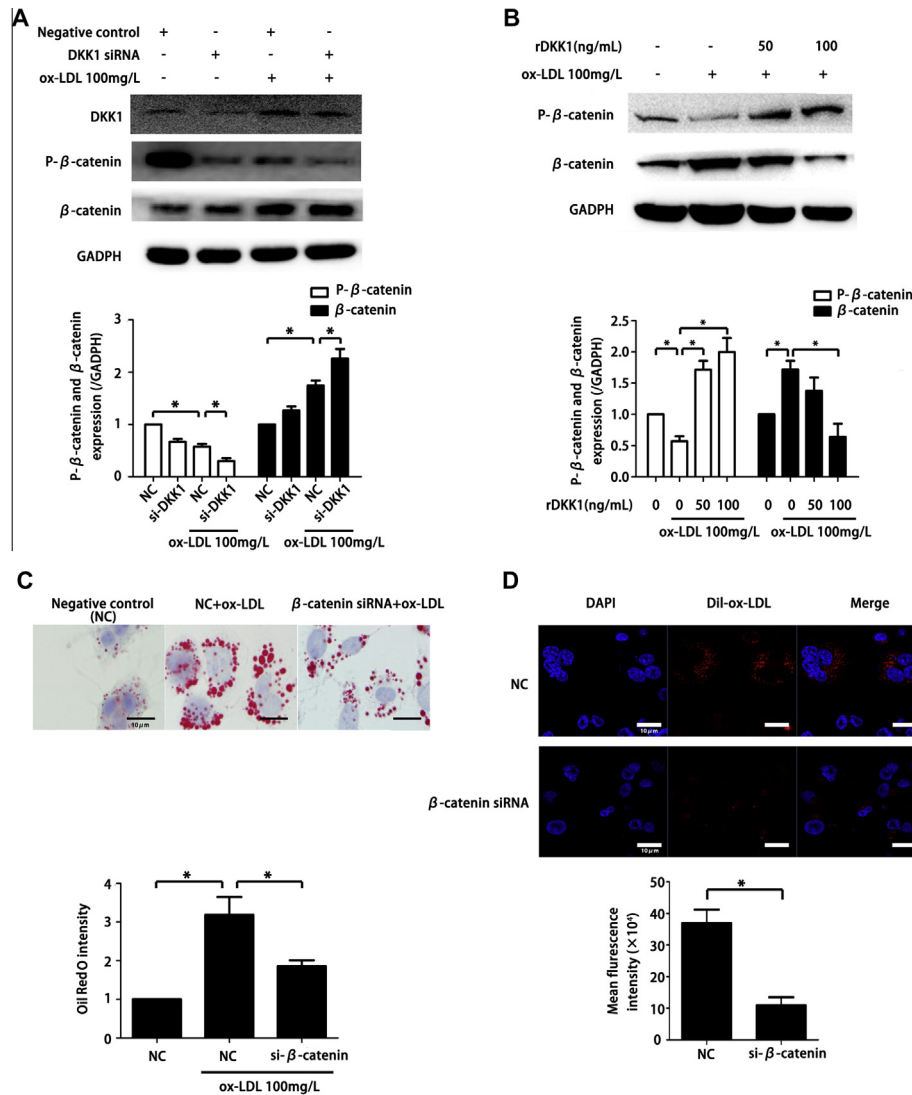 A
Negative control + - + -
DKK1 siRNA - + - +
ox-LDL 100mg/L - - + +
DKK1
P-β-catenin
β-catenin
GADPH
P-β-catenin
β-catenin
P-β-catenin and β-catenin
expression (/GADPH)
3
2
1
0
* * * *
NC si-DKK1 NC si-DKK1 NC si-DKK1 NC si-DKK1
ox-LDL 100mg/L ox-LDL 100mg/L
B
rDKK1(ng/mL) - - 50 100
ox-LDL 100mg/L - + + +
P-β-catenin
β-catenin
GADPH
P-β-catenin
β-catenin
P-β-catenin and β-catenin
expression (/GADPH)
2.5
2.0
1.5
1.0
0.5
0.0
*
* * * *
rDKK1(ng/mL) 0 0 50 100 0 0 50 100
ox-LDL 100mg/L ox-LDL 100mg/L
C
Negative control
(NC)
NC+ox-LDL
β-catenin siRNA+ox-LDL
10μm
Oil Red O intensity
4
3
2
1
0
* *
NC NC si-β-catenin
ox-LDL 100mg/L
D
DAPI Dil-ox-LDL Merge
NC
10μm
β-catenin siRNA
10μm
Mean flurescence
intensity (×10⁴)
50
40
30
20
10
0
*
NC si-β-catenin